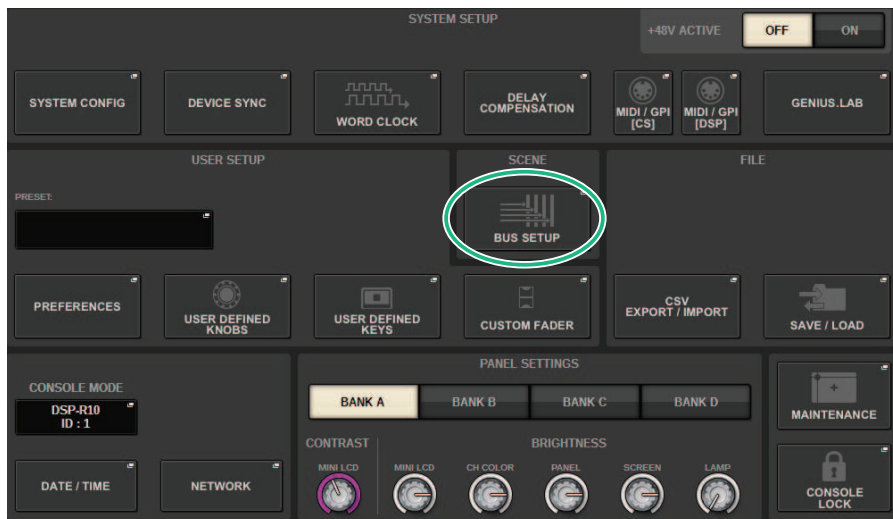 SYSTEM SETUP
+48V ACTIVE
OFF
ON
SYSTEM CONFIG
DEVICE SYNC
WORD CLOCK
DELAY
COMPENSATION
MIDI / GPI
[CS]
MIDI / GPI
[DSP]
GENIUS.LAB
USER SETUP
SCENE
FILE
PRESET:
BUS SETUP
PREFERENCES
USER DEFINED
KNOBS
USER DEFINED
KEYS
CUSTOM FADER
CSV
EXPORT / IMPORT
SAVE / LOAD
CONSOLE MODE
DSP-R10
ID : 1
PANEL SETTINGS
BANK A
BANK B
BANK C
BANK D
MAINTENANCE
CONTRAST
BRIGHTNESS
MINI LCD
MINI LCD
CH COLOR
PANEL
SCREEN
LAMP
DATE / TIME
NETWORK
CONSOLE
LOCK